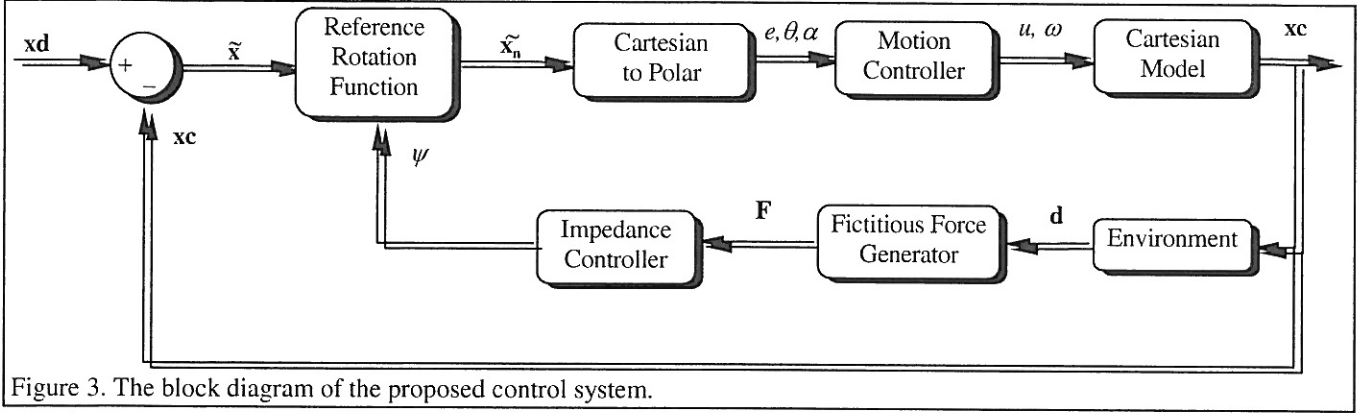 xd
+
−
xc
x̃
Reference
Rotation
Function
x̃n
Cartesian
to Polar
e, θ, α
Motion
Controller
u, ω
Cartesian
Model
xc
ψ
Impedance
Controller
F
Fictitious Force
Generator
d
Environment
Figure 3. The block diagram of the proposed control system.